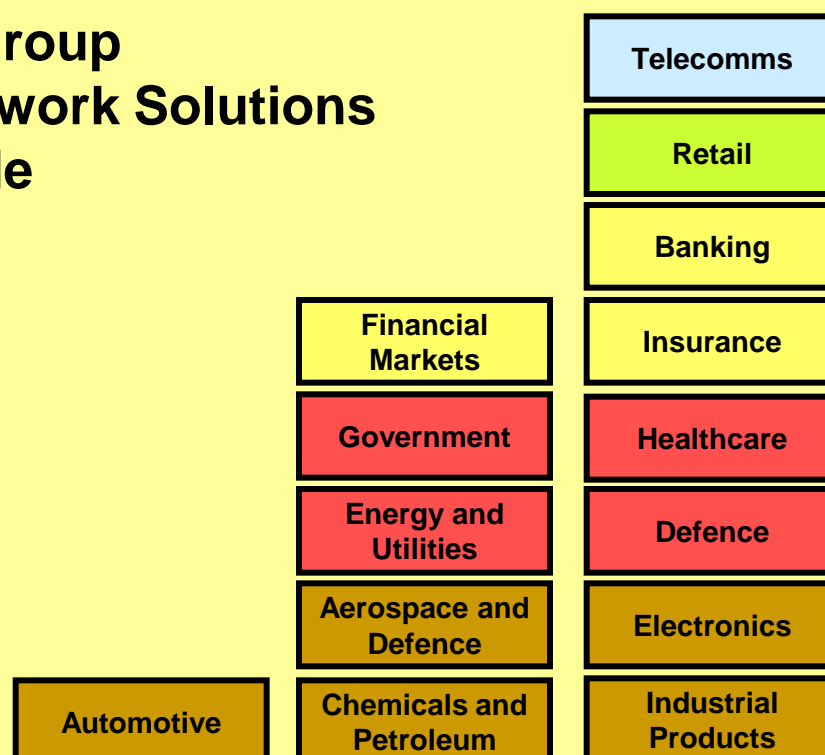 roup
work Solutions
le
Telecomms
Retail
Banking
Financial
Markets
Insurance
Government
Healthcare
Energy and
Utilities
Defence
Aerospace and
Defence
Electronics
Automotive
Chemicals and
Petroleum
Industrial
Products